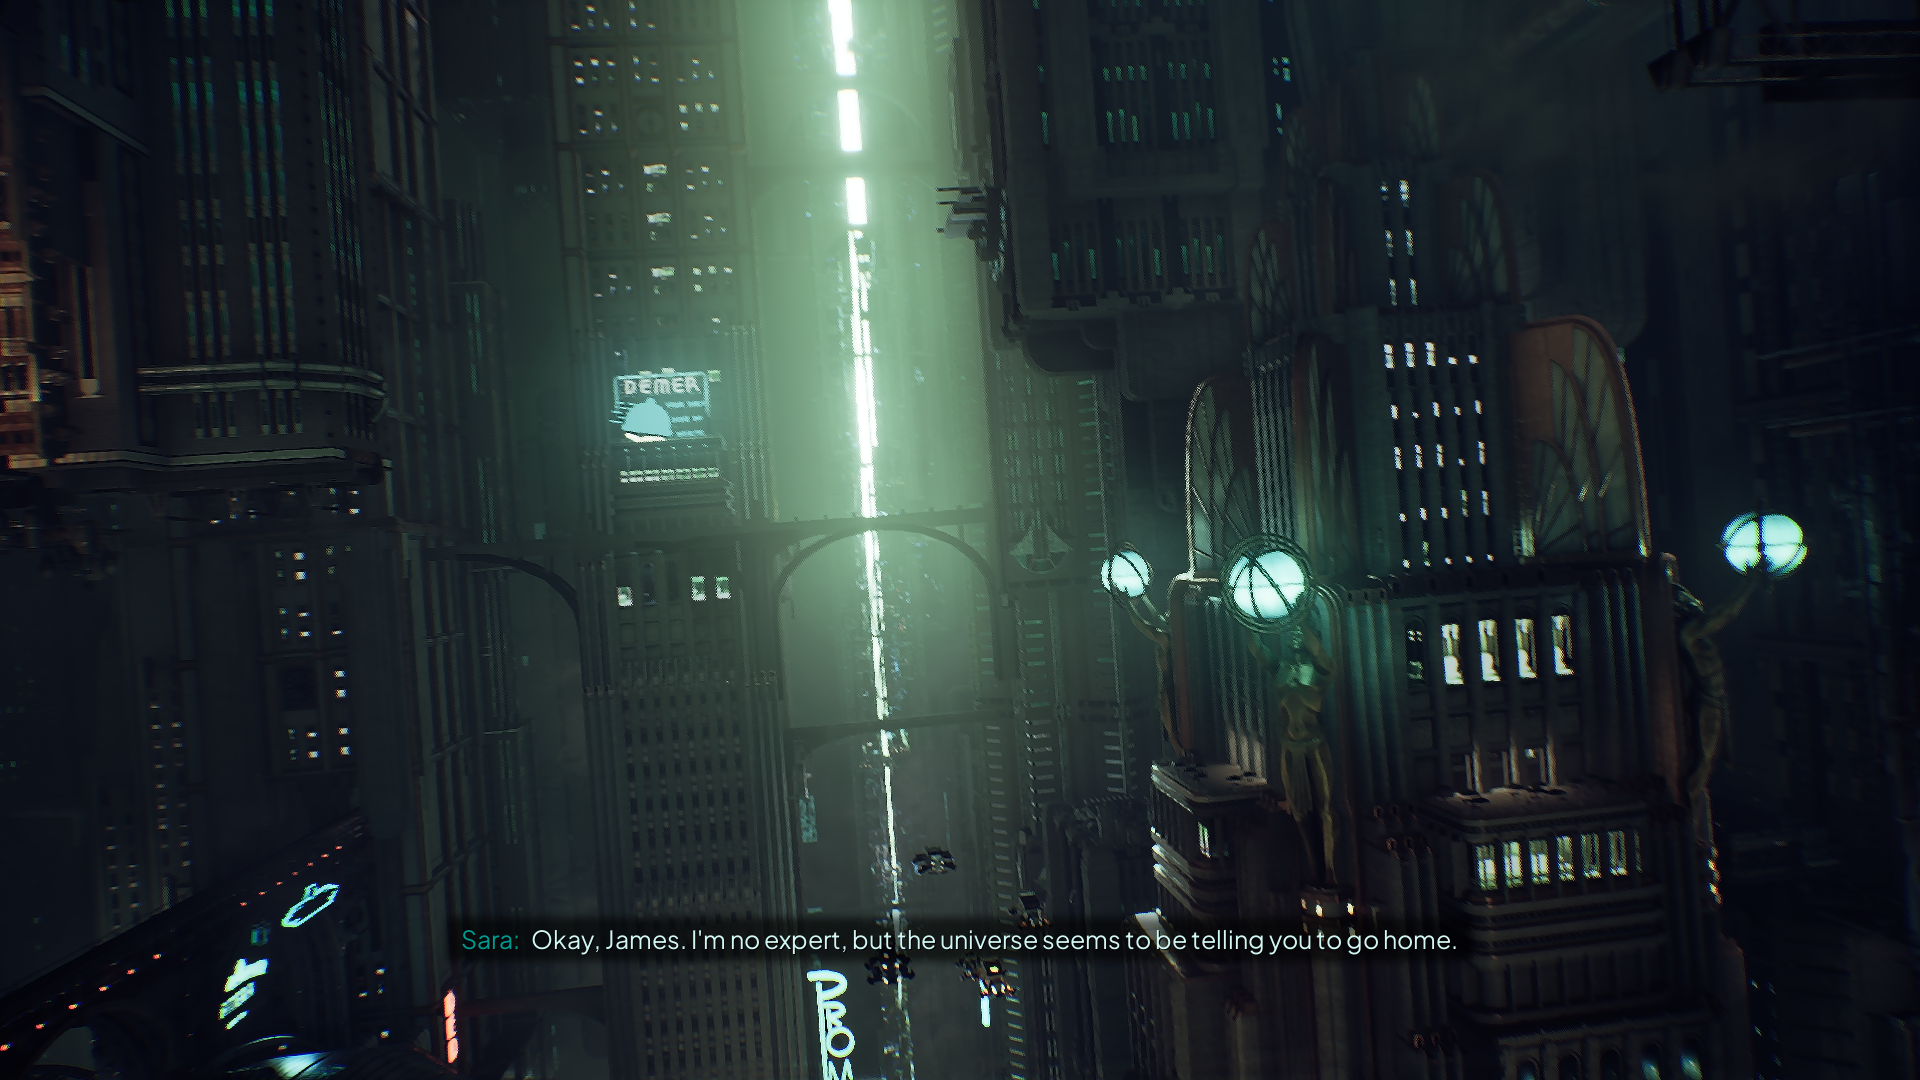 DEMER
Sara: Okay, James. I'm no expert, but the universe seems to be telling you to go home.
PROM